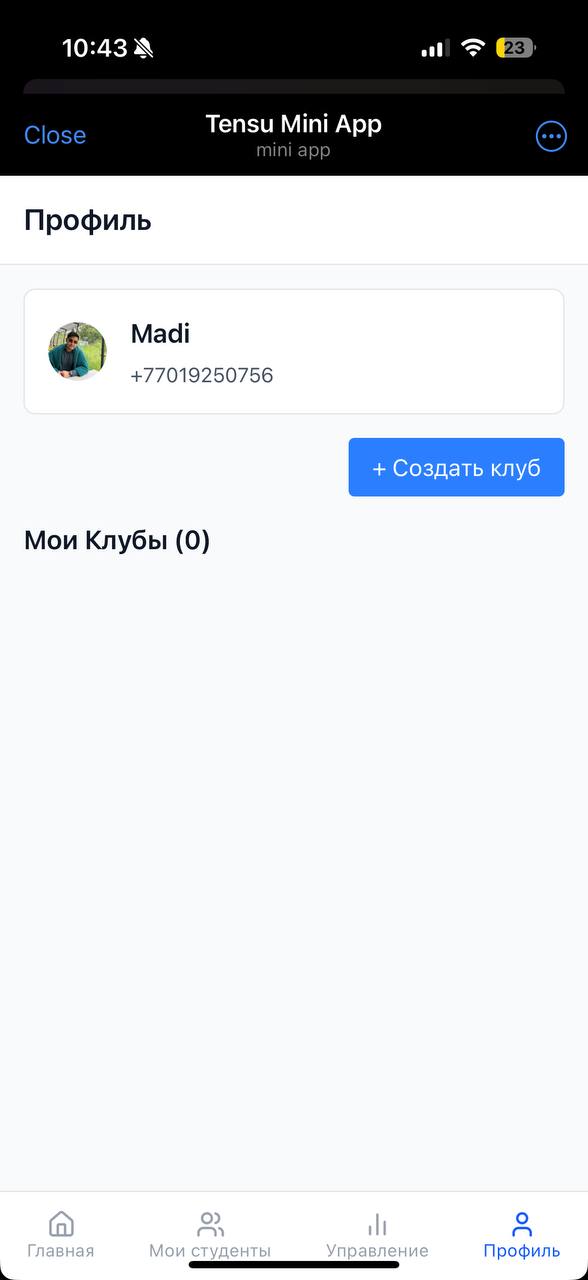 10:43
23
Close
Tensu Mini App
mini app
Профиль
Madi
+77019250756
+ Создать клуб
Мои Клубы (0)
Главная
Мои студенты
Управление
Профиль